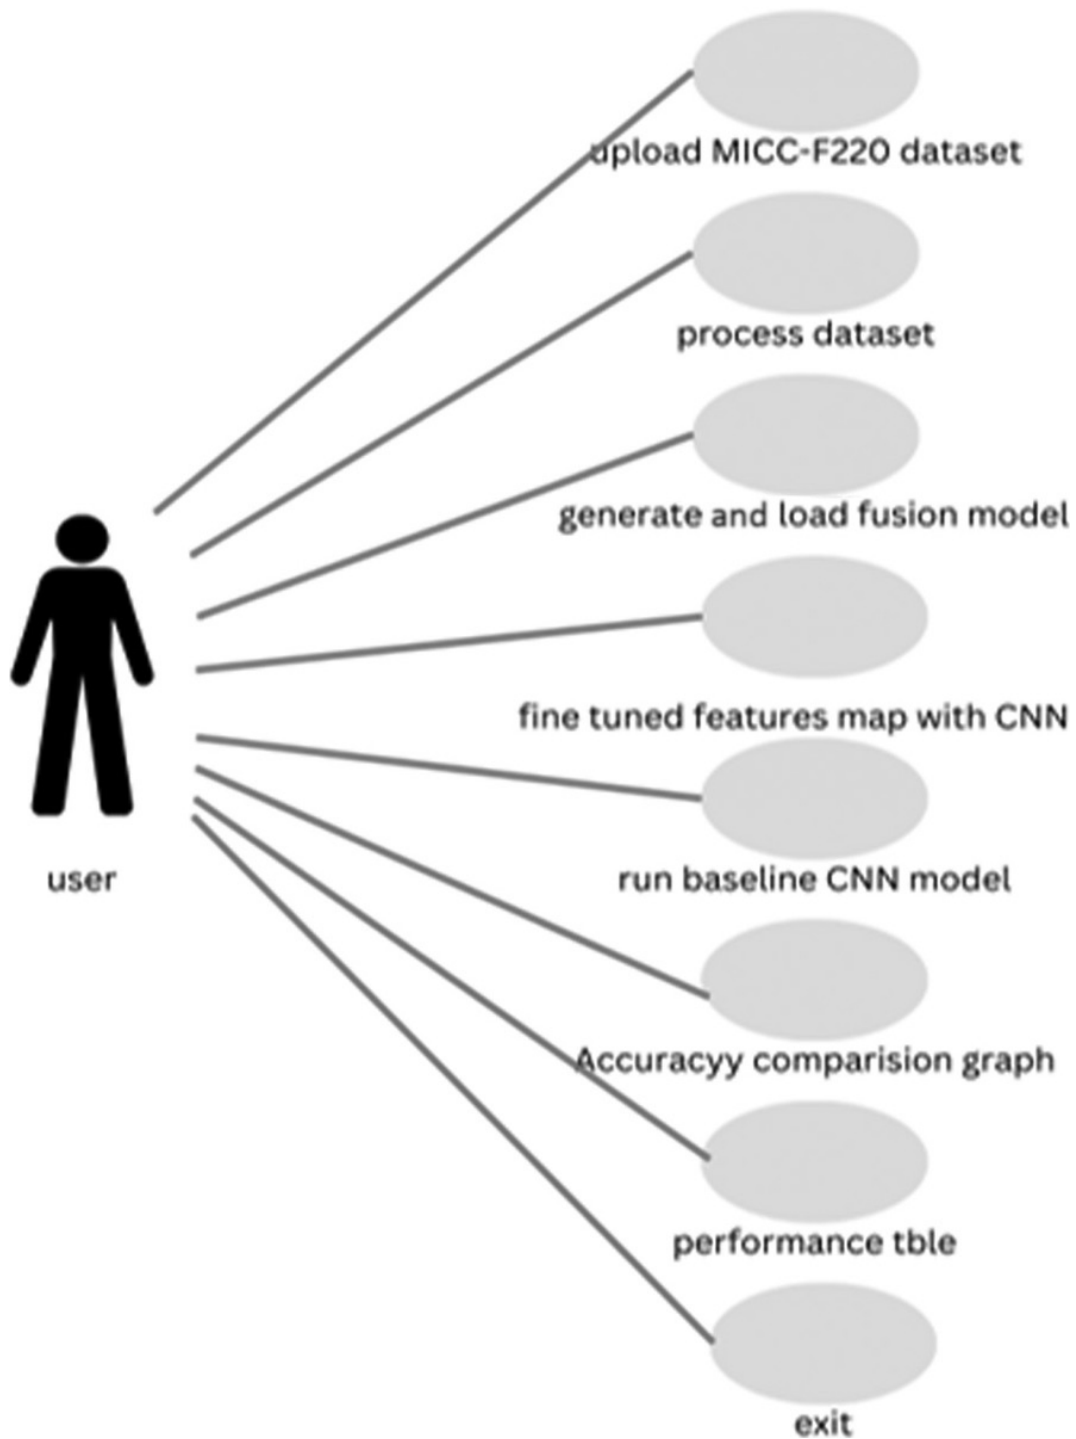 upload MICC-F220 dataset
process dataset
generate and load fusion model
fine tuned features map with CNN
user
run baseline CNN model
Accuracyy comparision graph
performance tble
exit